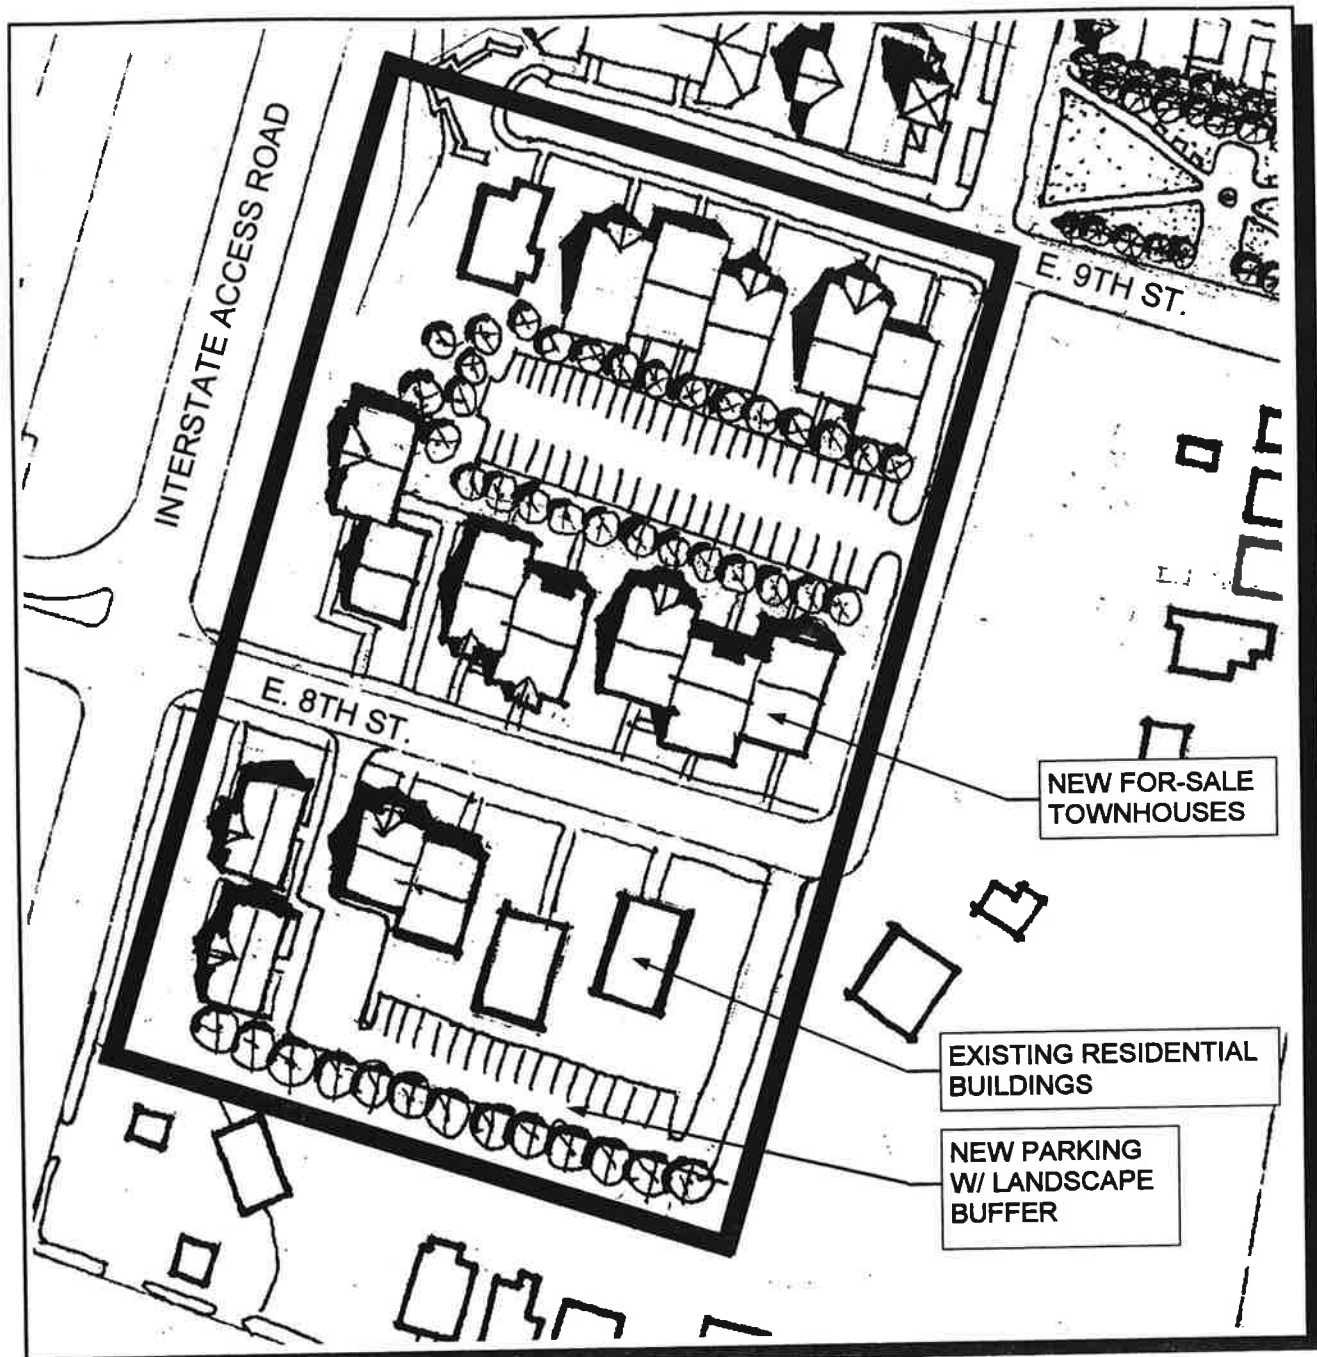 INTERSTATE ACCESS ROAD
E. 9TH ST.
E. 8TH ST.
NEW FOR-SALE
TOWNHOUSES
EXISTING RESIDENTIAL
BUILDINGS
NEW PARKING
W/ LANDSCAPE
BUFFER